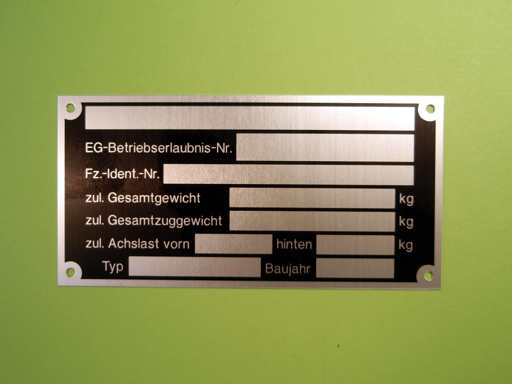 EG-Betriebserlaubnis-Nr.
Fz.-Ident.-Nr.
zul. Gesamtgewicht kg
zul. Gesamtzuggewicht kg
zul. Achslast vorn hinten kg
Typ Baujahr